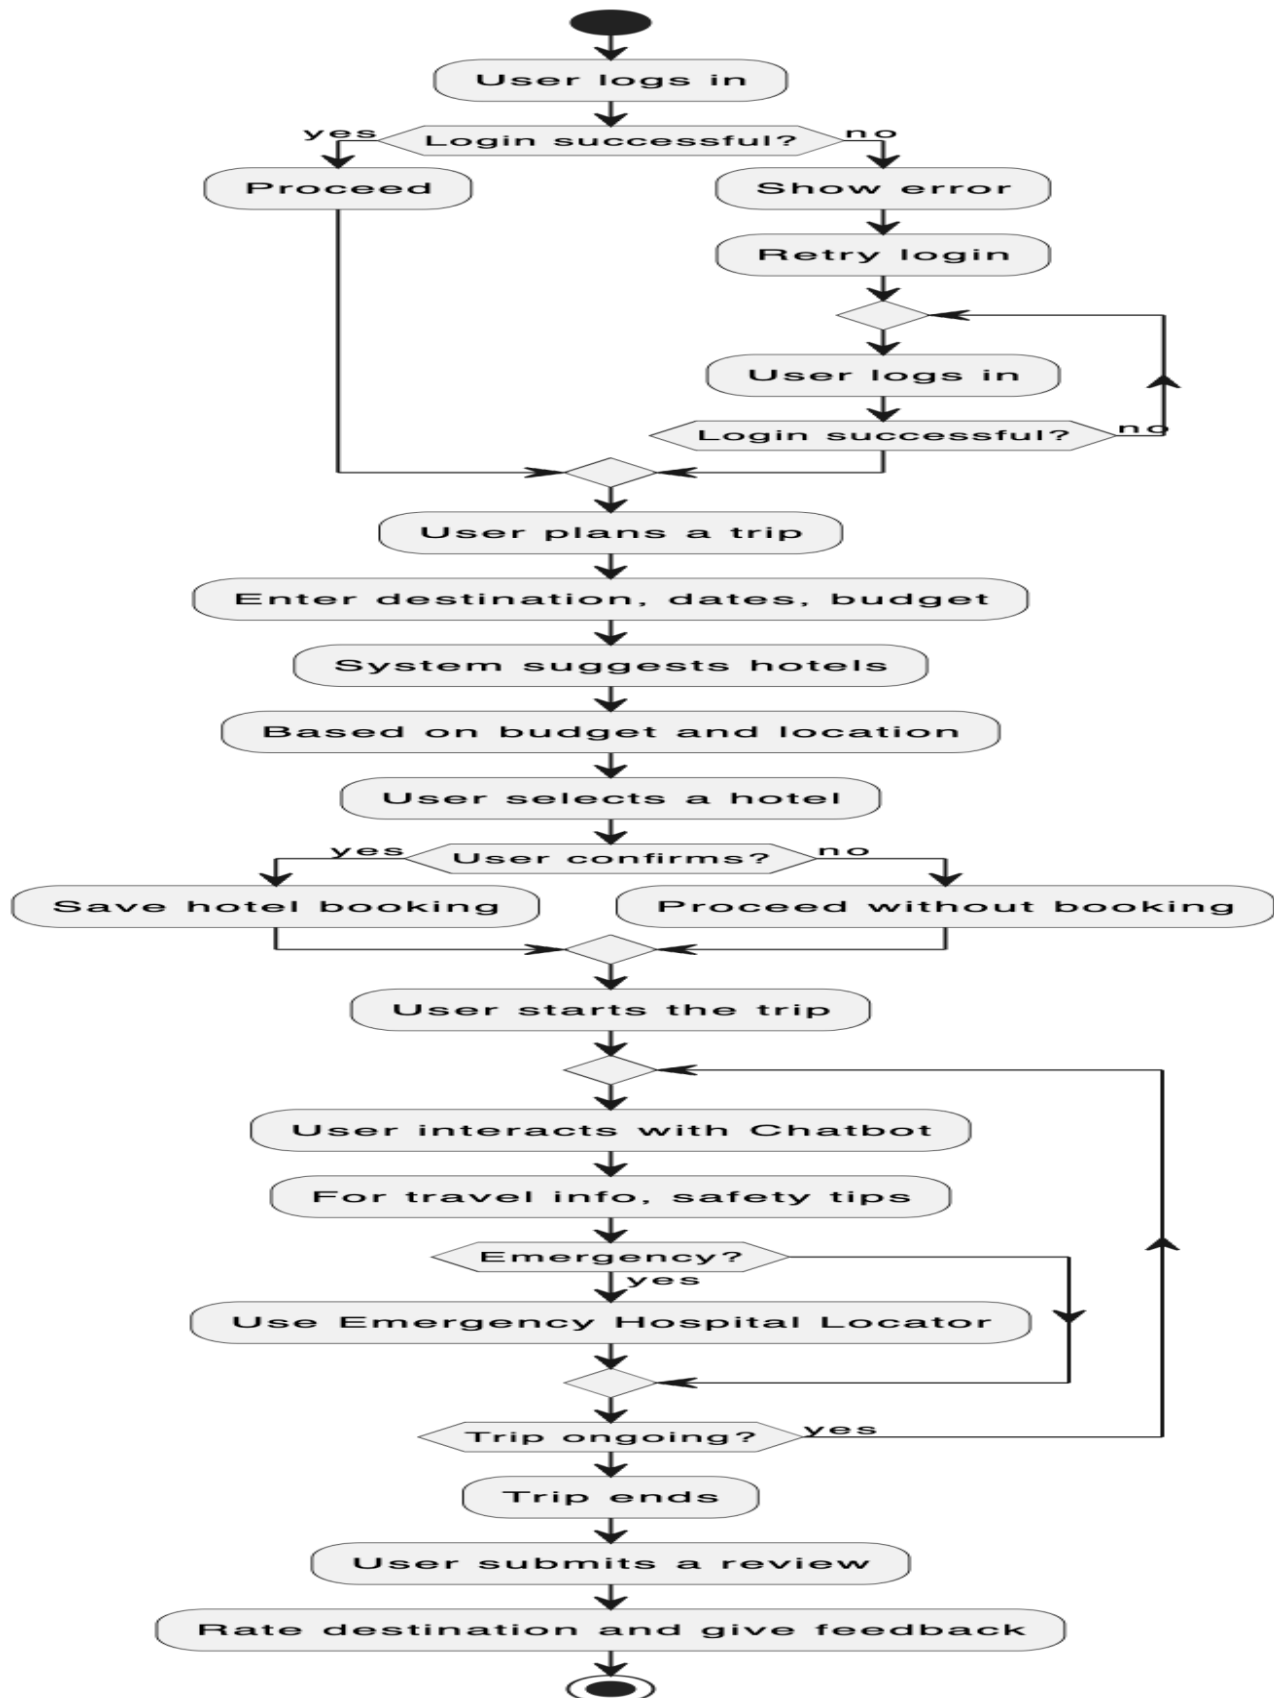 User logs in
yes
Login successful?
no
Proceed
Show error
Retry login
User logs in
Login successful?
no
User plans a trip
Enter destination, dates, budget
System suggests hotels
Based on budget and location
User selects a hotel
yes
User confirms?
no
Save hotel booking
Proceed without booking
User starts the trip
User interacts with Chatbot
For travel info, safety tips
Emergency?
yes
Use Emergency Hospital Locator
Trip ongoing?
yes
Trip ends
User submits a review
Rate destination and give feedback